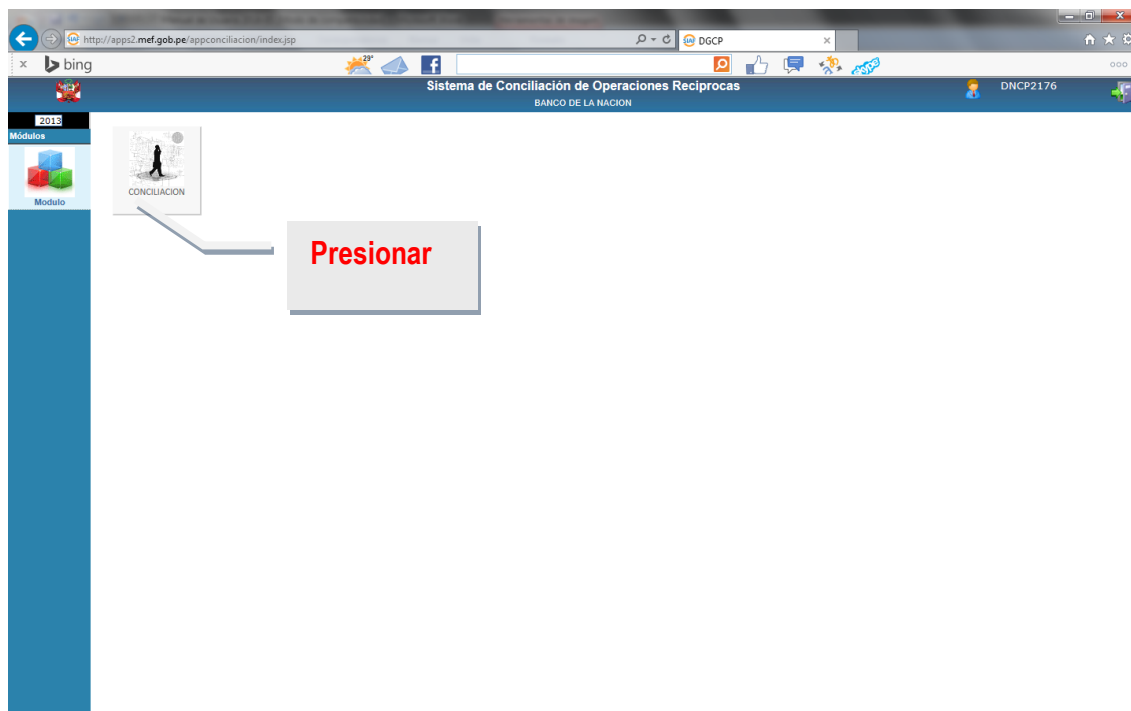 http://apps2.mef.gob.pe/appconciliacion/index.jsp
DGCP
bing
29°
Sistema de Conciliación de Operaciones Reciprocas
BANCO DE LA NACION
DNCP2176
2013
Módulos
Modulo
CONCILIACION
Presionar